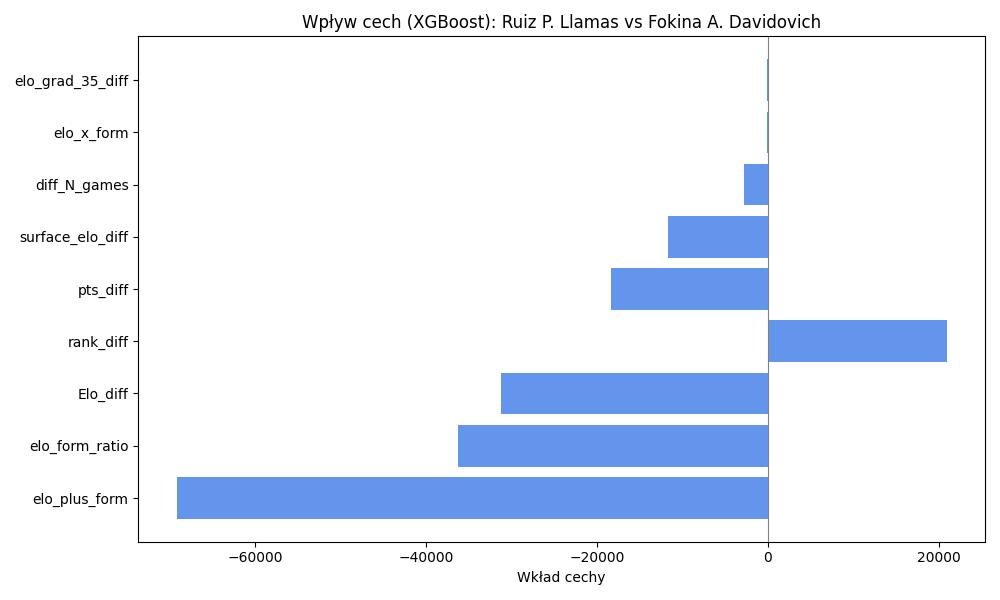 Wpływ cech (XGBoost): Ruiz P. Llamas vs Fokina A. Davidovich
elo_grad_35_diff
elo_x_form
diff_N_games
surface_elo_diff
pts_diff
rank_diff
Elo_diff
elo_form_ratio
elo_plus_form
−60000 −40000 −20000 0 20000
Wkład cechy